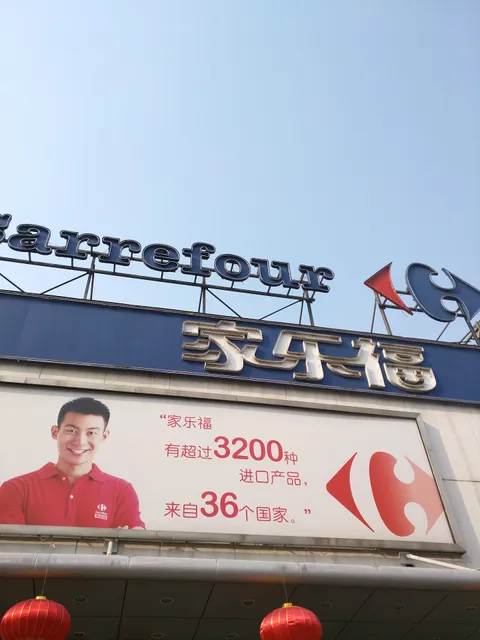 Carrefour
家乐福
“家乐福
有超过3200种
进口产品，
来自36个国家。”